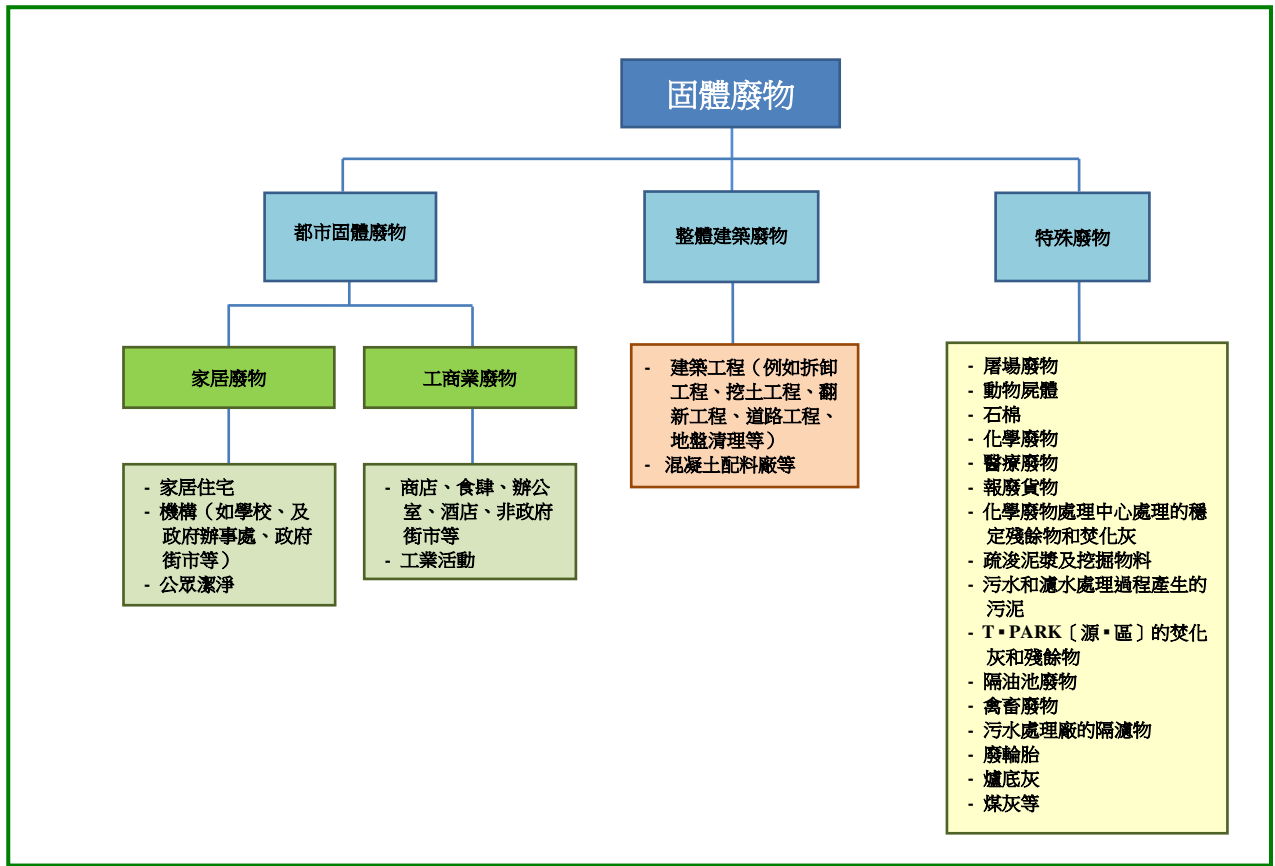 固體廢物
都市固體廢物
整體建築廢物
特殊廢物
家居廢物
工商業廢物
- 家居住宅
- 機構（如學校、及
政府辦事處、政府
街市等）
- 公眾潔淨
- 商店、食肆、辦公
室、酒店、非政府
街市等
- 工業活動
- 建築工程（例如拆卸
工程、挖土工程、翻
新工程、道路工程、
地盤清理等）
- 混凝土配料廠等
- 屠場廢物
- 動物屍體
- 石棉
- 化學廢物
- 醫療廢物
- 報廢貨物
- 化學廢物處理中心處理的穩
定殘餘物和焚化灰
- 疏浚泥漿及挖掘物料
- 污水和濾水處理過程產生的
污泥
- T▪PARK〔源▪區〕的焚化
灰和殘餘物
- 隔油池廢物
- 禽畜廢物
- 污水處理廠的隔濾物
- 廢輪胎
- 爐底灰
- 煤灰等